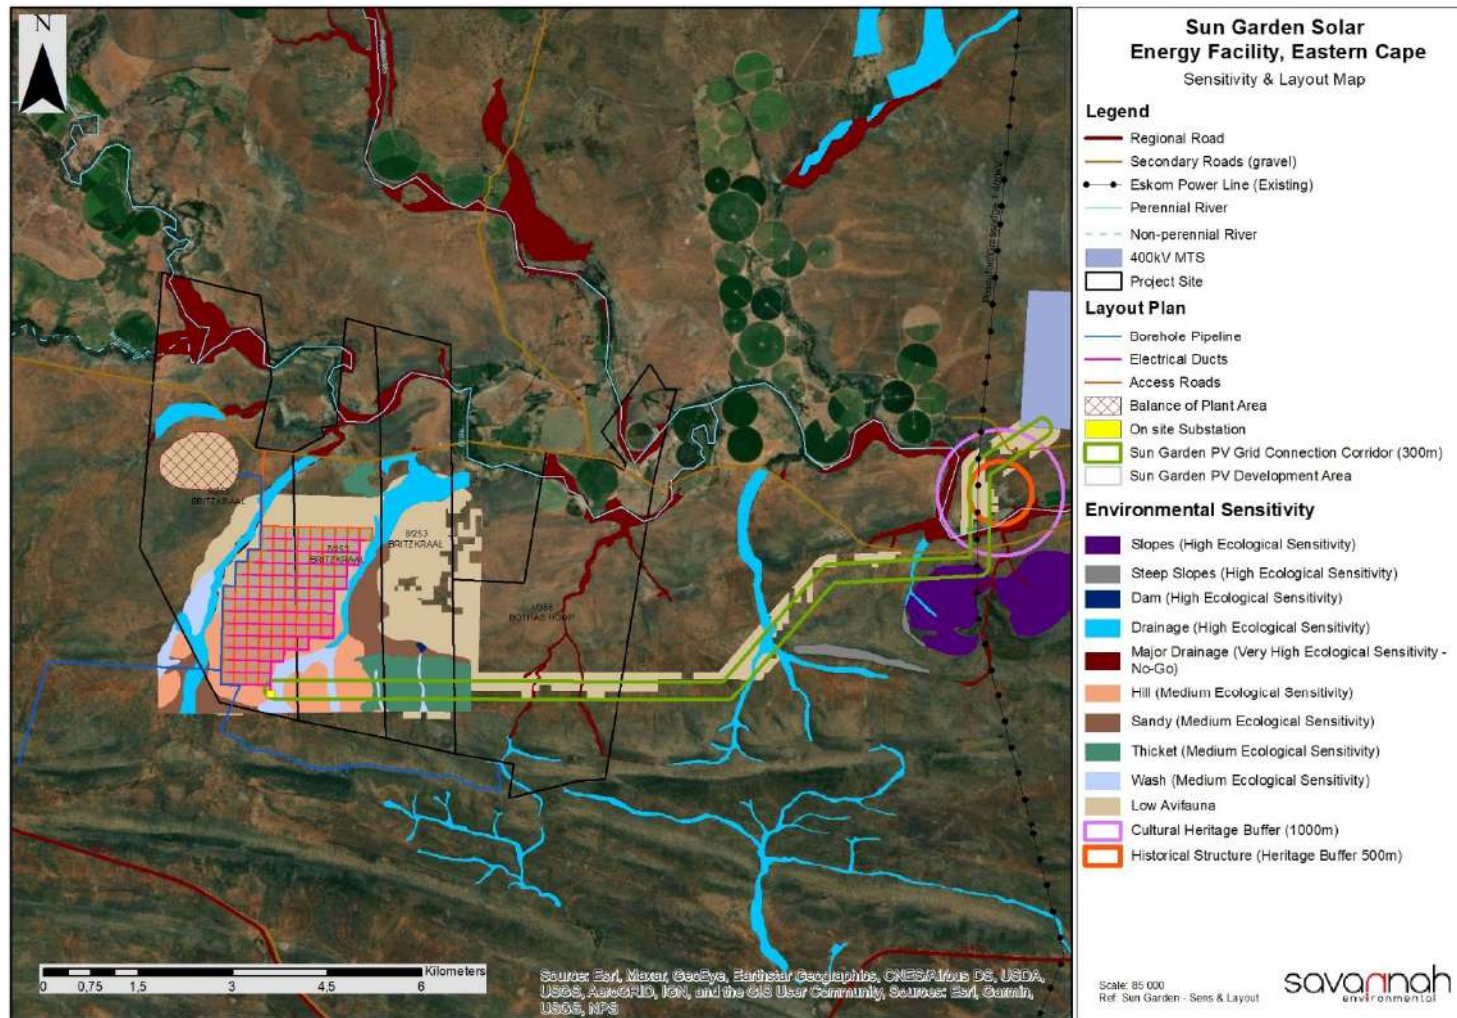 N
Sun Garden Solar
Energy Facility, Eastern Cape
Sensitivity & Layout Map
Legend
Regional Road
Secondary Roads (gravel)
Eskom Power Line (Existing)
Perennial River
Non-perennial River
400kV MTS
Project Site
Layout Plan
Borehole Pipeline
Electrical Ducts
Access Roads
Balance of Plant Area
On site Substation
Sun Garden PV Grid Connection Corridor (300m)
Sun Garden PV Development Area
Environmental Sensitivity
Slopes (High Ecological Sensitivity)
Steep Slopes (High Ecological Sensitivity)
Dam (High Ecological Sensitivity)
Drainage (High Ecological Sensitivity)
Major Drainage (Very High Ecological Sensitivity -
No-Go)
Hill (Medium Ecological Sensitivity)
Sandy (Medium Ecological Sensitivity)
Thicket (Medium Ecological Sensitivity)
Wash (Medium Ecological Sensitivity)
Low Avifauna
Cultural Heritage Buffer (1000m)
Historical Structure (Heritage Buffer 500m)
Scale: 85 000
Ref: Sun Garden - Sens & Layout
savannah
environmental
BRITZKRAAL
7/253
BRITZKRAAL
8/253
BRITZKRAAL
BOTHAS HOOP
Kilometers
0 0,75 1,5 3 4,5 6
Source: Esri, Maxar, GeoEye, Earthstar Geographics, CNES/Airbus DS, USDA,
USGS, AeroGRID, IGN, and the GIS User Community, Sources: Esri, Garmin,
USGS, NPS